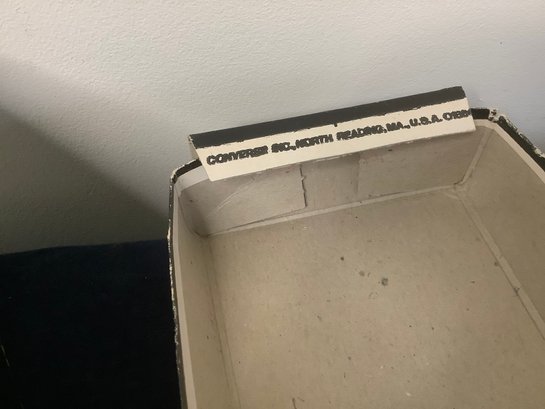 CONVERSE INC., NORTH READING, MA., U.S.A.